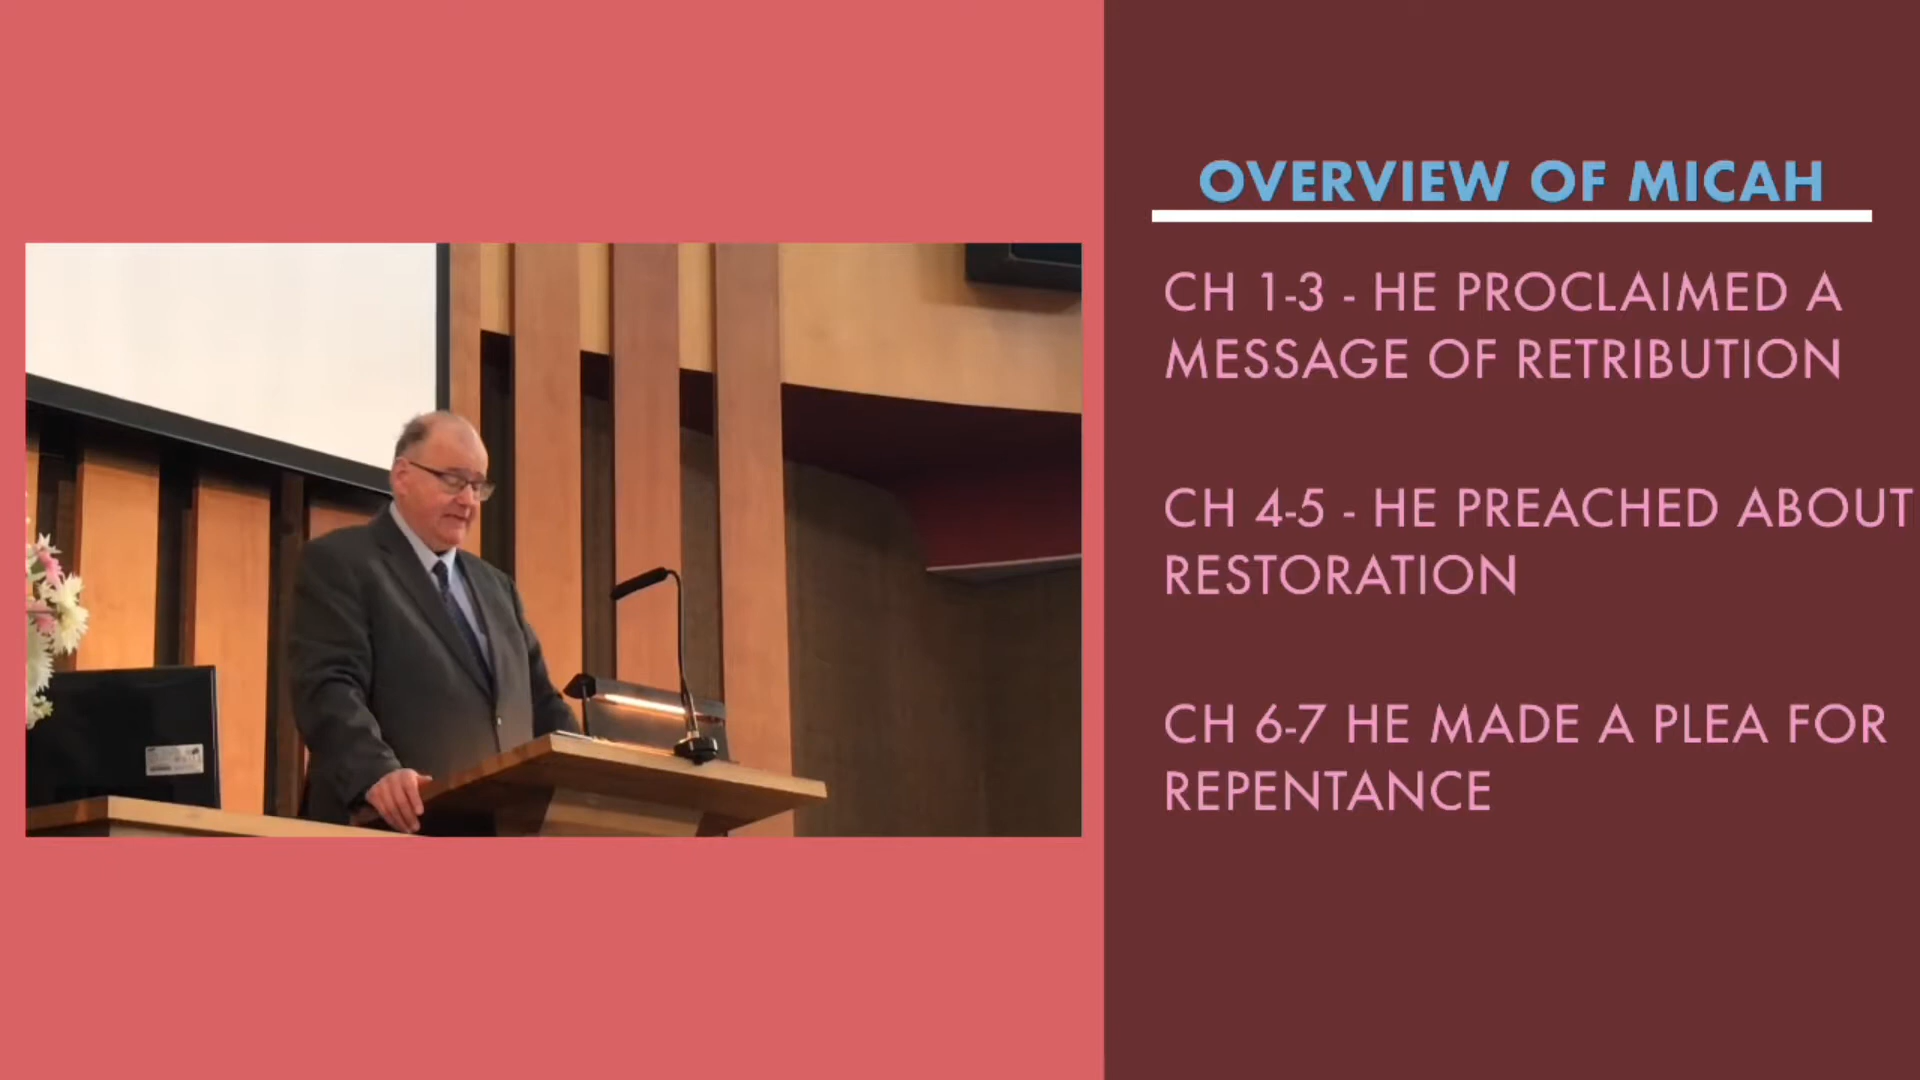 OVERVIEW OF MICAH
CH 1-3 - HE PROCLAIMED A
MESSAGE OF RETRIBUTION
CH 4-5 - HE PREACHED ABOUT
RESTORATION
CH 6-7 HE MADE A PLEA FOR
REPENTANCE